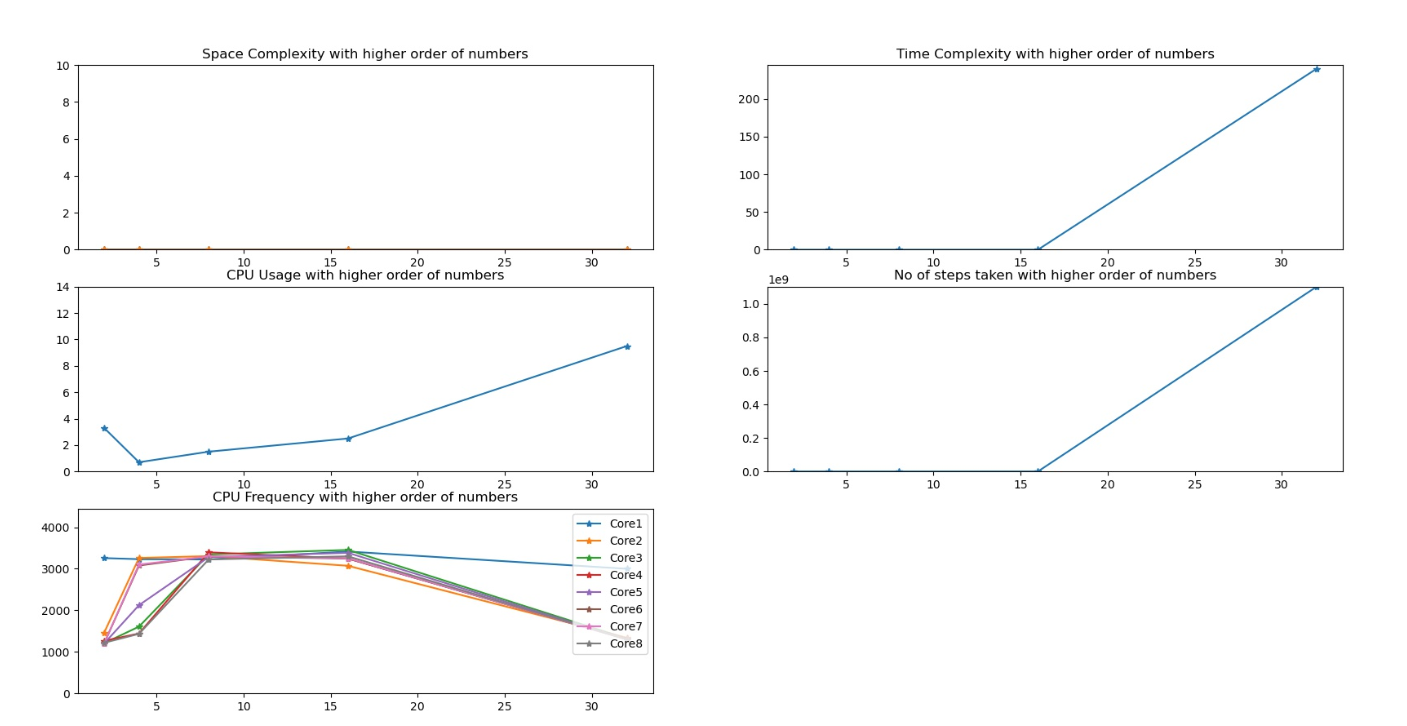 Space Complexity with higher order of numbers
10
8
6
4
2
0
5 10 15 20 25 30
Time Complexity with higher order of numbers
200
150
100
50
0
5 10 15 20 25 30
CPU Usage with higher order of numbers
14
12
10
8
6
4
2
0
5 10 15 20 25 30
No of steps taken with higher order of numbers
1e9
1.0
0.8
0.6
0.4
0.2
0.0
5 10 15 20 25 30
CPU Frequency with higher order of numbers
4000
3000
2000
1000
0
5 10 15 20 25 30
Core1
Core2
Core3
Core4
Core5
Core6
Core7
Core8